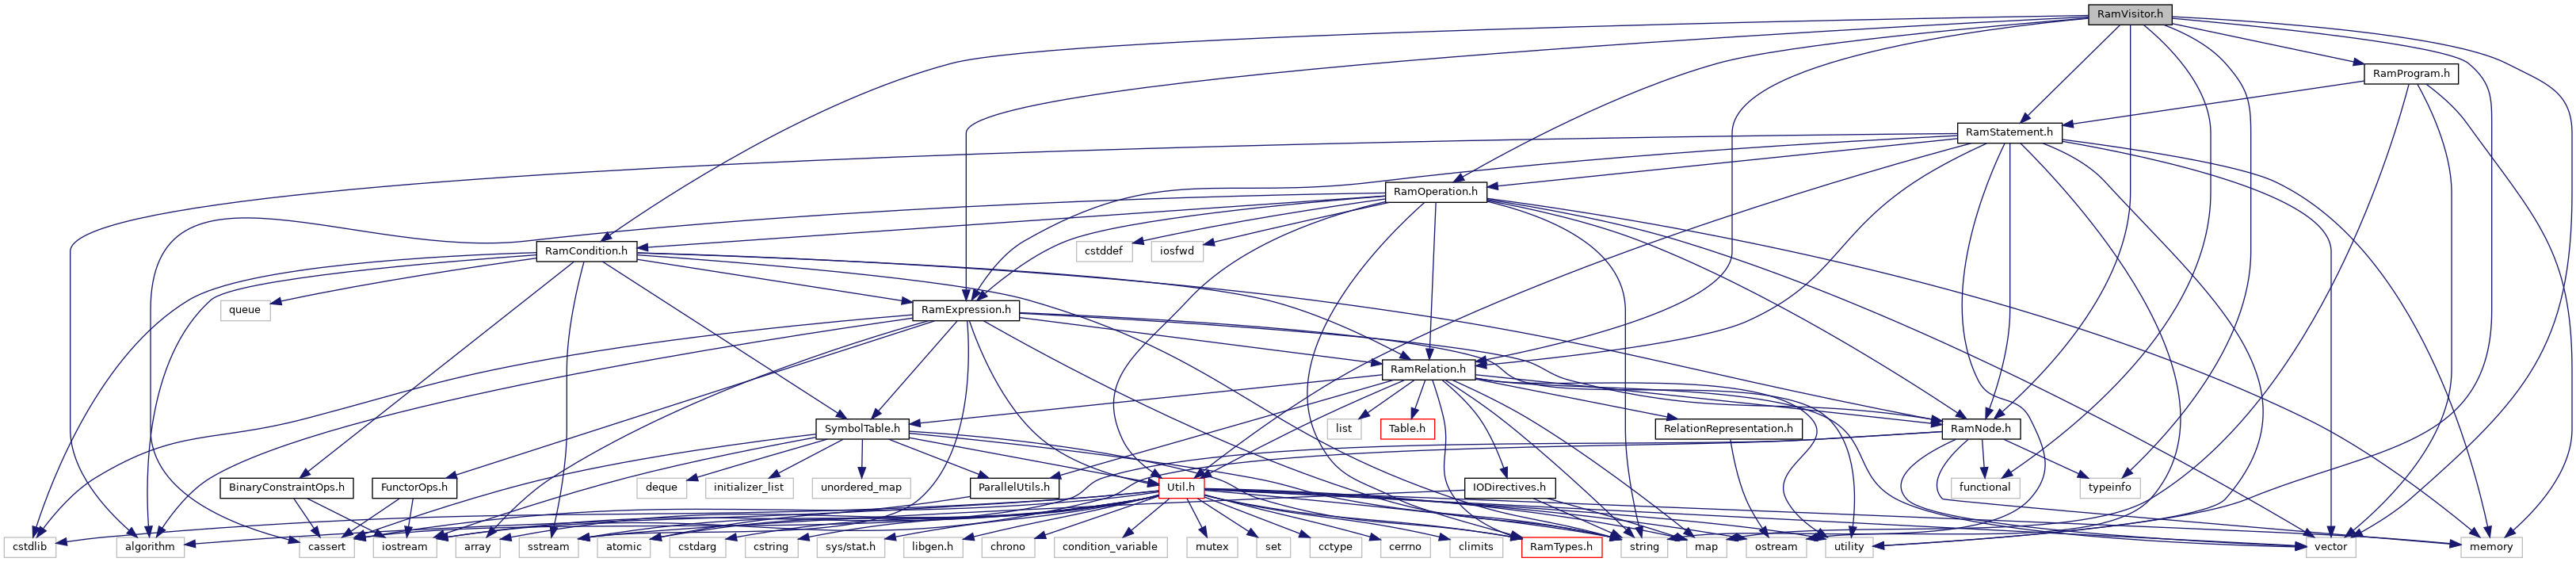 RamVisitor.h
RamProgram.h
RamStatement.h
RamOperation.h
RamCondition.h
cstddef
iosfwd
queue
RamExpression.h
RamRelation.h
SymbolTable.h
list
Table.h
RelationRepresentation.h
RamNode.h
BinaryConstraintOps.h
FunctorOps.h
deque
initializer_list
unordered_map
ParallelUtils.h
Util.h
IODirectives.h
functional
typeinfo
cstdlib
algorithm
cassert
iostream
array
sstream
atomic
cstdarg
cstring
sys/stat.h
libgen.h
chrono
condition_variable
mutex
set
cctype
cerrno
climits
RamTypes.h
string
map
ostream
utility
vector
memory